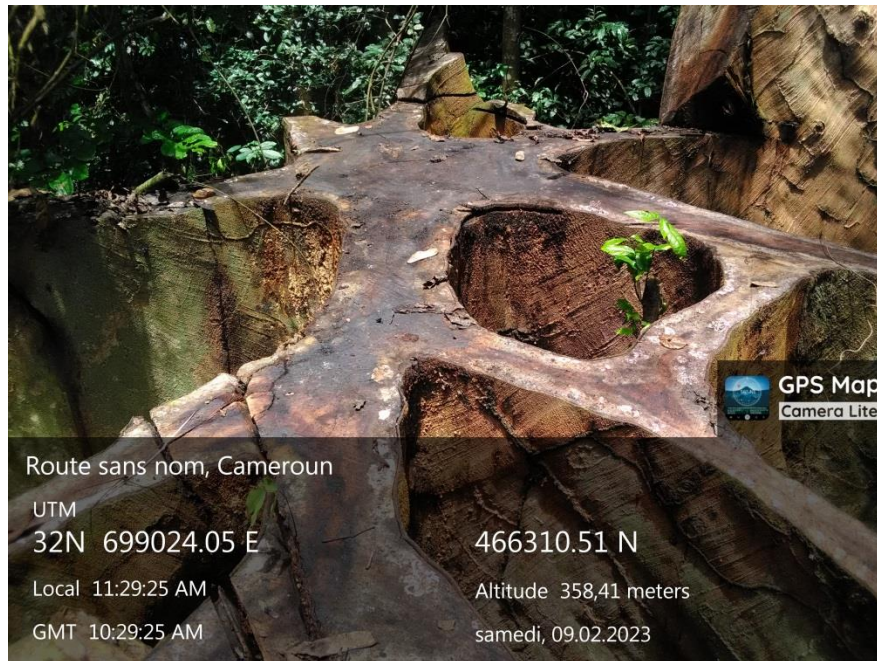 GPS Map
Camera Lite
Route sans nom, Cameroun
UTM
32N 699024.05 E
466310.51 N
Local 11:29:25 AM
Altitude 358,41 meters
GMT 10:29:25 AM
samedi, 09.02.2023